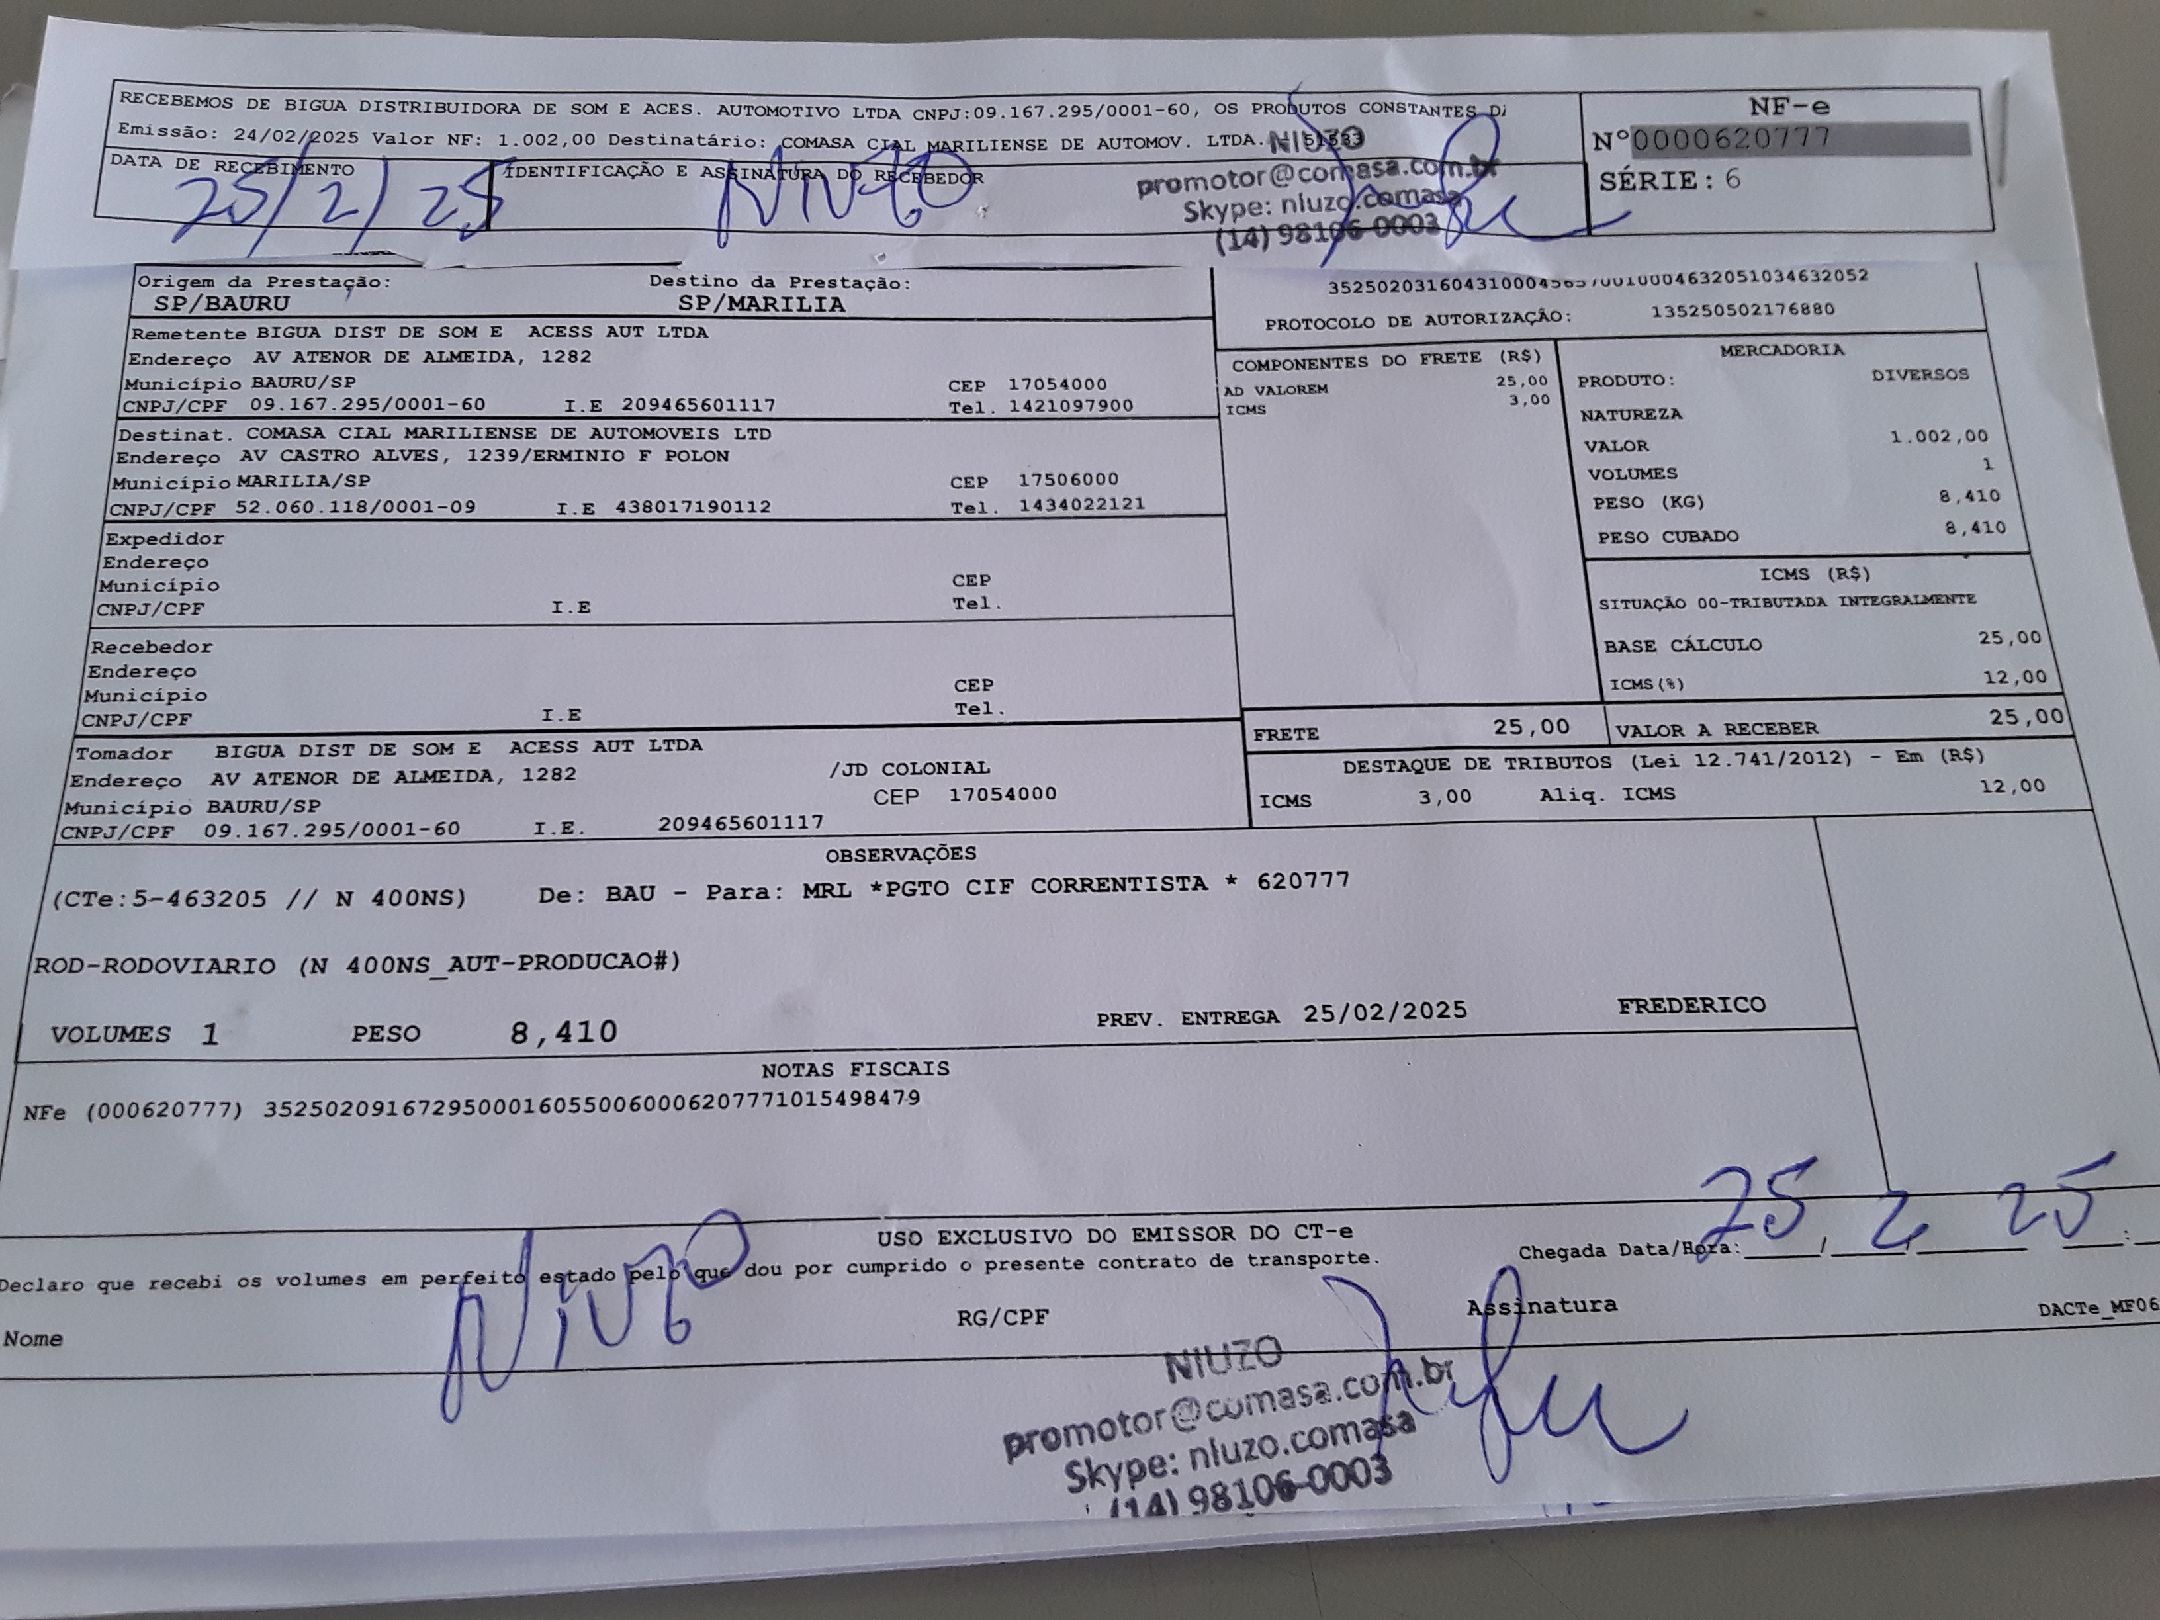 RECEBEMOS DE BIGUA DISTRIBUIDORA DE SOM E ACES. AUTOMOTIVO LTDA CNPJ:09.167.295/0001-60, OS PRODUTOS CONSTANTES
Emissão: 24/02/2025 Valor NF: 1.002,00 Destinatário: COMASA CIAL MARILIENSE DE AUTOMOV. LTDA.
NIUZO
DATA DE RECEBIMENTO
IDENTIFICAÇÃO E ASSINATURA DO RECEBEDOR
25/2/25
Niuzo
promotor@comasa.com.br
Skype: niuzo.comasa
(14) 98106-0003
NF-e
Nº0000620777
SÉRIE: 6
Origem da Prestação:
SP/BAURU
Destino da Prestação:
SP/MARILIA
PROTOCOLO DE AUTORIZAÇÃO: 135250502176880
Remetente BIGUA DIST DE SOM E ACESS AUT LTDA
Endereço AV ATENOR DE ALMEIDA, 1282
Município BAURU/SP CEP 17054000
CNPJ/CPF 09.167.295/0001-60 I.E 209465601117 Tel. 1421097900
Destinat. COMASA CIAL MARILIENSE DE AUTOMOVEIS LTD
Endereço AV CASTRO ALVES, 1239/ERMINIO F POLON
Município MARILIA/SP CEP 17506000
CNPJ/CPF 52.060.118/0001-09 I.E 438017190112 Tel. 1434022121
Expedidor
Endereço
Município CEP
CNPJ/CPF I.E Tel.
Recebedor
Endereço
Município CEP
CNPJ/CPF I.E Tel.
Tomador BIGUA DIST DE SOM E ACESS AUT LTDA
Endereço AV ATENOR DE ALMEIDA, 1282 /JD COLONIAL
Município BAURU/SP CEP 17054000
CNPJ/CPF 09.167.295/0001-60 I.E. 209465601117
COMPONENTES DO FRETE (R$)
AD VALOREM 25,00
ICMS 3,00
MERCADORIA
PRODUTO: DIVERSOS
NATUREZA
VALOR 1.002,00
VOLUMES 1
PESO (KG) 8,410
PESO CUBADO 8,410
ICMS (R$)
SITUAÇÃO 00-TRIBUTADA INTEGRALMENTE
BASE CÁLCULO 25,00
ICMS(%) 12,00
FRETE 25,00
VALOR A RECEBER 25,00
DESTAQUE DE TRIBUTOS (Lei 12.741/2012) - Em (R$)
ICMS 3,00 Aliq. ICMS 12,00
OBSERVAÇÕES
(CTe:5-463205 // N 400NS) De: BAU - Para: MRL *PGTO CIF CORRENTISTA * 620777
ROD-RODOVIARIO (N 400NS_AUT-PRODUCAO#)
VOLUMES 1 PESO 8,410 PREV. ENTREGA 25/02/2025 FREDERICO
NOTAS FISCAIS
NFe (000620777) 35250209167295000160550060006207771015498479
USO EXCLUSIVO DO EMISSOR DO CT-e
Declaro que recebi os volumes em perfeito estado pelo que dou por cumprido o presente contrato de transporte.
Chegada Data/Hora: 25 / 2 / 25 :
Nome Niuzo RG/CPF Assinatura DACTe_MF06
NIUZO
promotor@comasa.com.br
Skype: niuzo.comasa
(14) 98106-0003